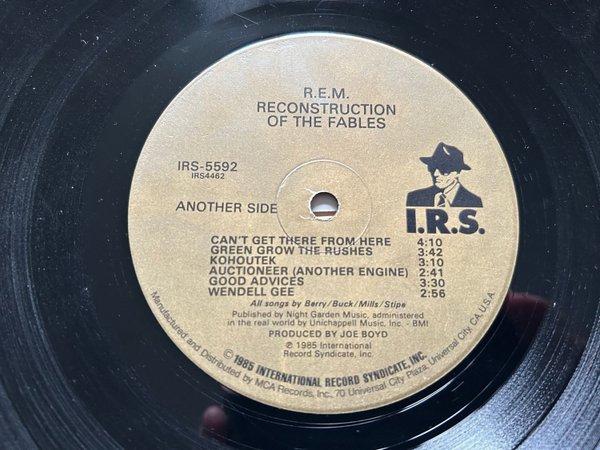 R.E.M.
RECONSTRUCTION
OF THE FABLES
IRS-5592
IRS4462
I.R.S.
ANOTHER SIDE
CAN'T GET THERE FROM HERE 4:10
GREEN GROW THE RUSHES 3:42
KOHOUTEK 3:10
AUCTIONEER (ANOTHER ENGINE) 2:41
GOOD ADVICES 3:30
WENDELL GEE 2:56
All songs by Berry/Buck/Mills/Stipe
Published by Night Garden Music, administered
in the real world by Unichappell Music, Inc. - BMI
PRODUCED BY JOE BOYD
℗ 1985 International
Record Syndicate, Inc.
© 1985 INTERNATIONAL RECORD SYNDICATE, INC.
Manufactured and Distributed by MCA Records, Inc., 70 Universal City Plaza, Universal City, CA, U.S.A.